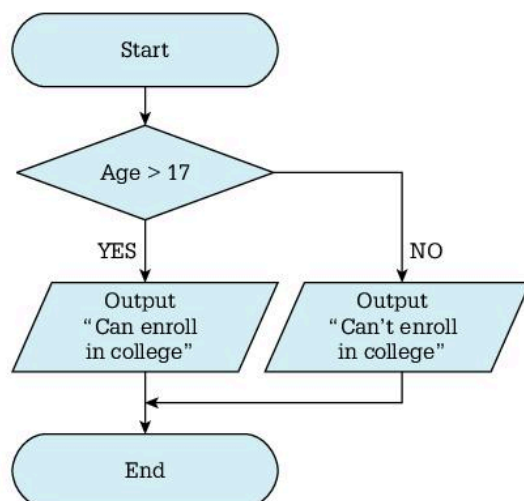 Start
Age > 17
YES
NO
Output
“Can enroll
in college”
Output
“Can't enroll
in college”
End